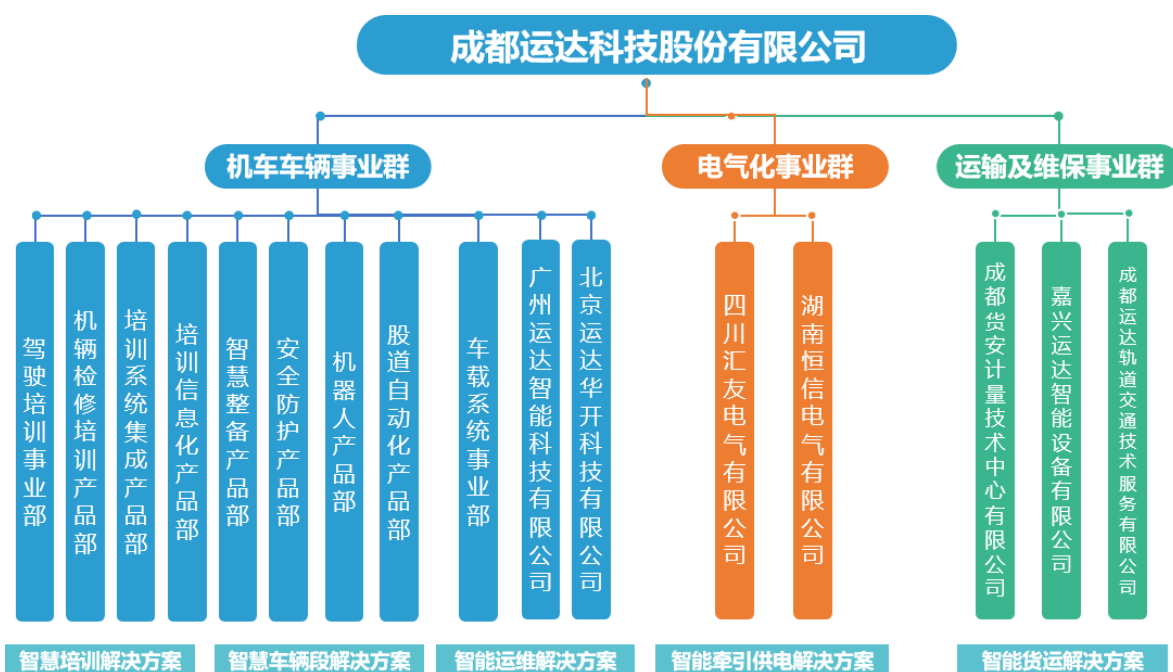 成都运达科技股份有限公司
机车车辆事业群
电气化事业群
运输及维保事业群
驾驶培训事业部
机辆检修培训产品部
培训系统集成产品部
培训信息化产品部
智慧整备产品部
安全防护产品部
机器人产品部
股道自动化产品部
车载系统事业部
广州运达智能科技有限公司
北京运达华开科技有限公司
四川汇友电气有限公司
湖南恒信电气有限公司
成都货安计量技术中心有限公司
嘉兴运达智能设备有限公司
成都运达轨道交通技术服务有限公司
智慧培训解决方案
智慧车辆段解决方案
智能运维解决方案
智能牵引供电解决方案
智能货运解决方案